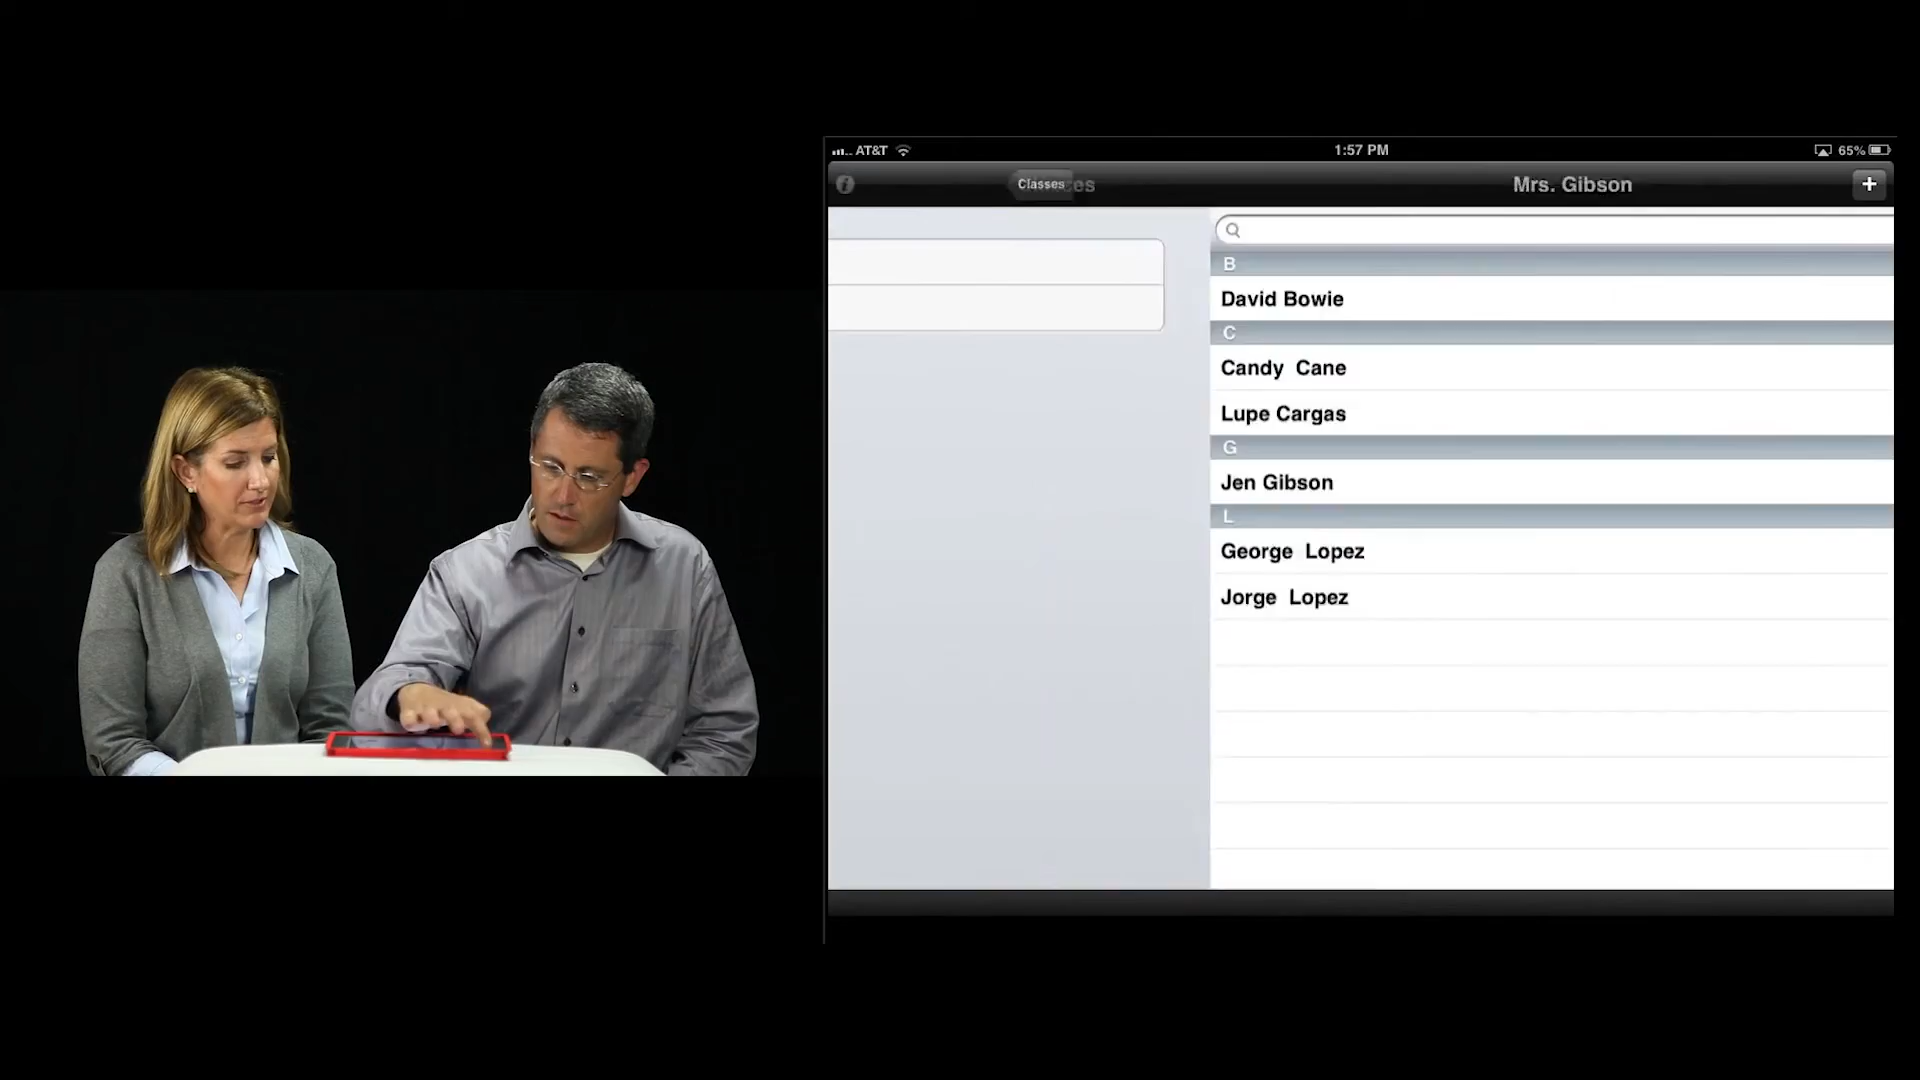 AT&T
1:57 PM
65%
Classes
Mrs. Gibson
B
David Bowie
C
Candy Cane
Lupe Cargas
G
Jen Gibson
L
George Lopez
Jorge Lopez